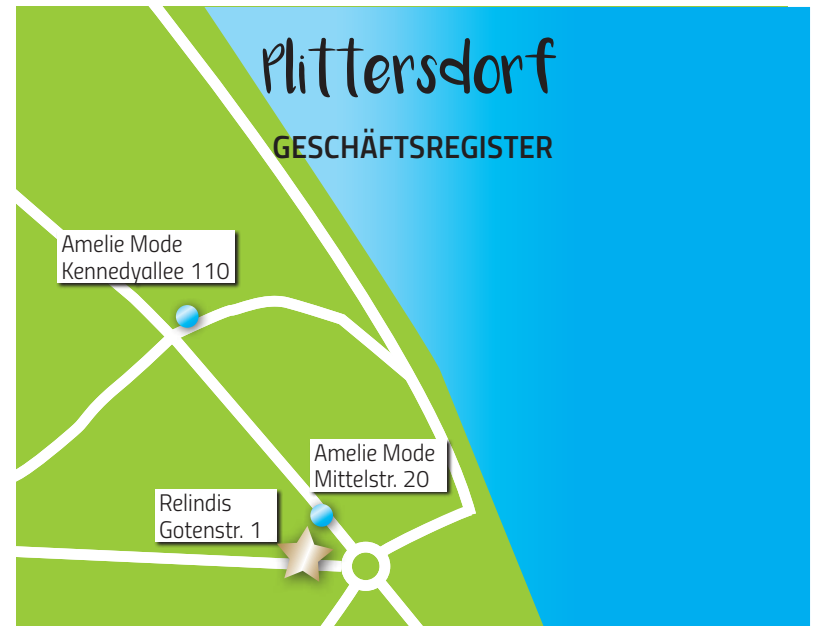 Plittersdorf
GESCHÄFTSREGISTER
Amelie Mode
Kennedyallee 110
Amelie Mode
Mittelstr. 20
Relindis
Gotenstr. 1